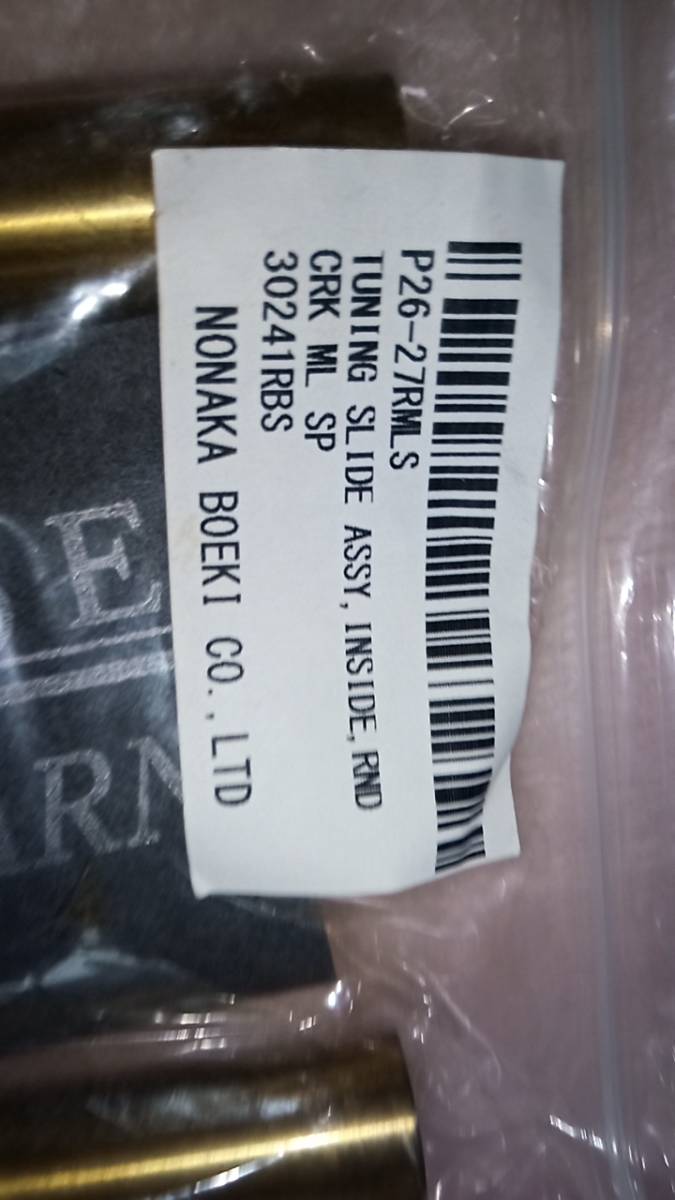 P26-27RMLS
TUNING SLIDE ASSY, INSIDE, RND
CRK ML SP
30241RBS
NONAKA BOEKI CO.,LTD